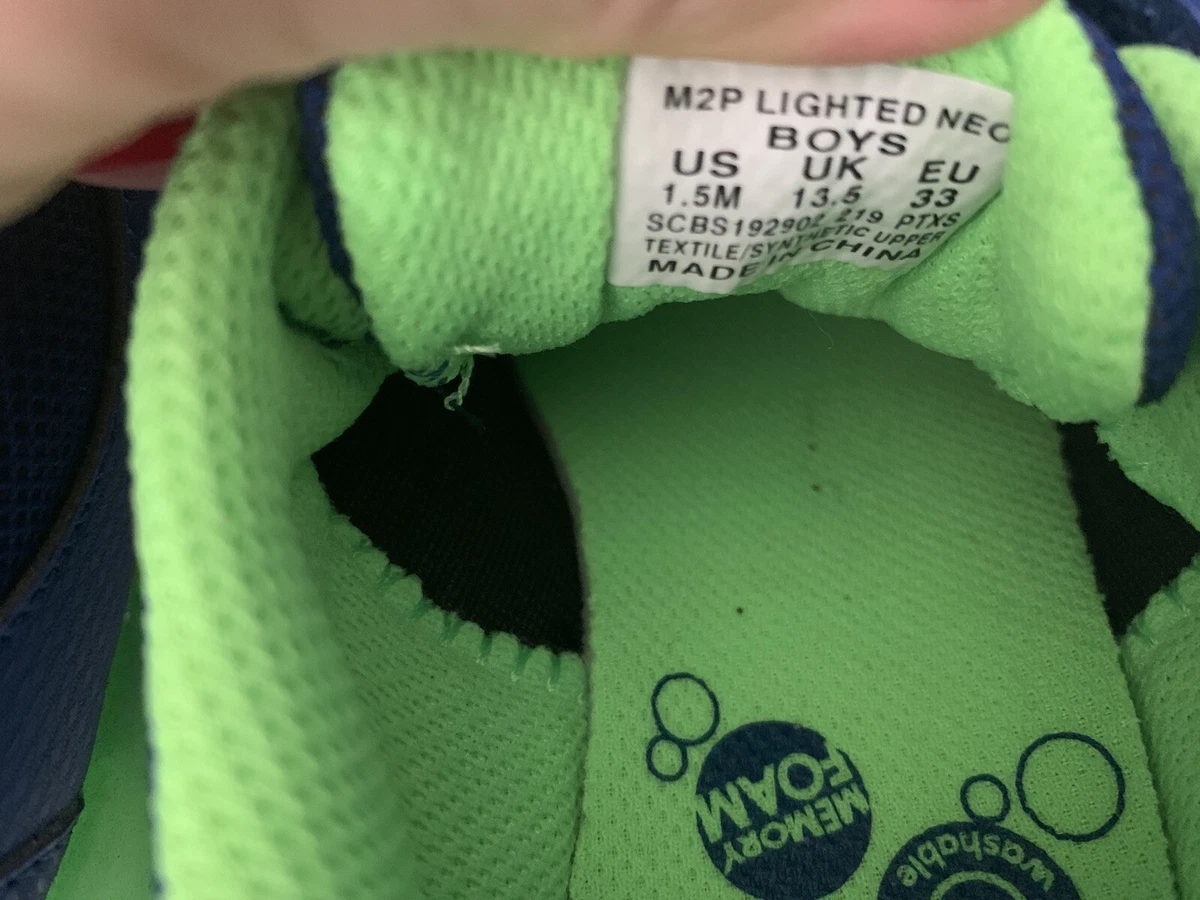 M2P LIGHTED NEO
BOYS
US UK EU
1.5M 13.5 33
SCBS192902 219 PTXS
TEXTILE/SYNTHETIC UPPER
MADE IN CHINA
MEMORY
FOAM
washable